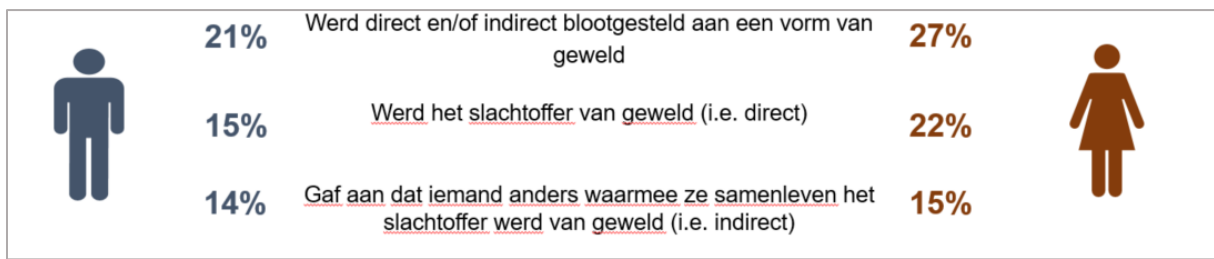 21% Werd direct en/of indirect blootgesteld aan een vorm van 27%
geweld
15% Werd het slachtoffer van geweld (i.e. direct) 22%
14% Gaf aan dat iemand anders waarmee ze samenleven het 15%
slachtoffer werd van geweld (i.e. indirect)